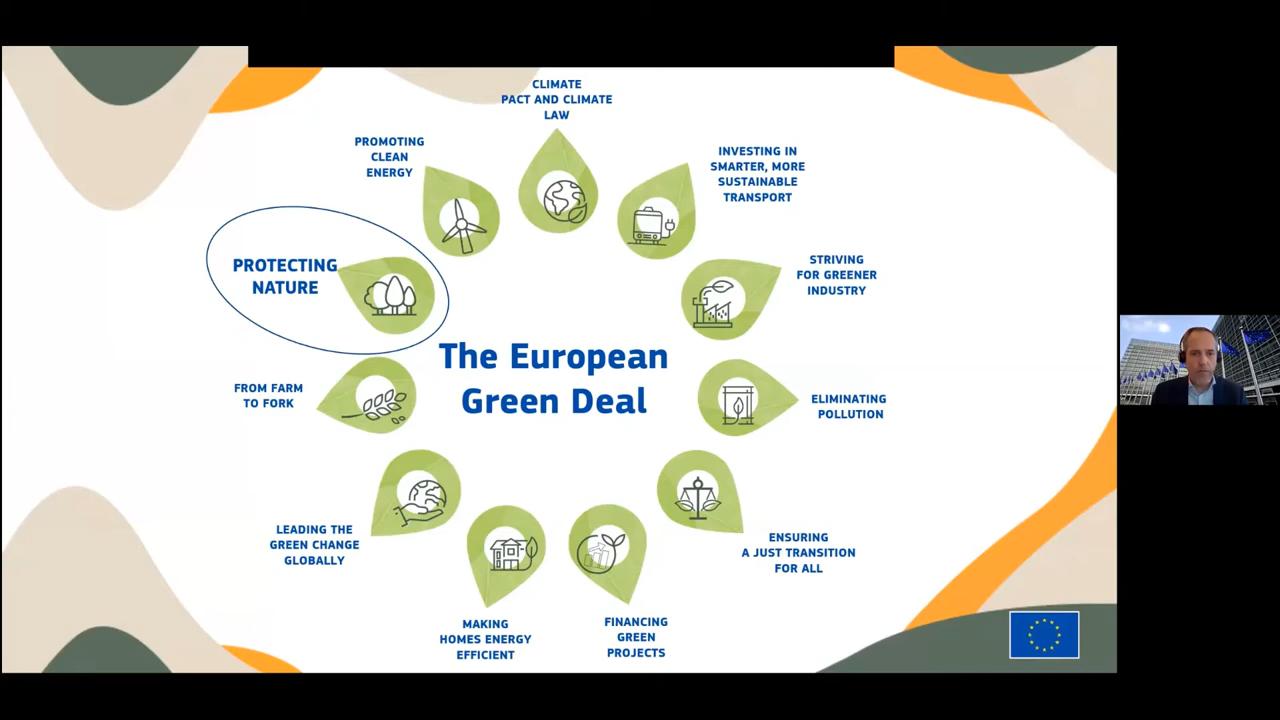 CLIMATE
PACT AND CLIMATE
LAW
PROMOTING
CLEAN
ENERGY
INVESTING IN
SMARTER, MORE
SUSTAINABLE
TRANSPORT
PROTECTING
NATURE
STRIVING
FOR GREENER
INDUSTRY
The European
Green Deal
FROM FARM
TO FORK
ELIMINATING
POLLUTION
LEADING THE
GREEN CHANGE
GLOBALLY
ENSURING
A JUST TRANSITION
FOR ALL
MAKING
HOMES ENERGY
EFFICIENT
FINANCING
GREEN
PROJECTS